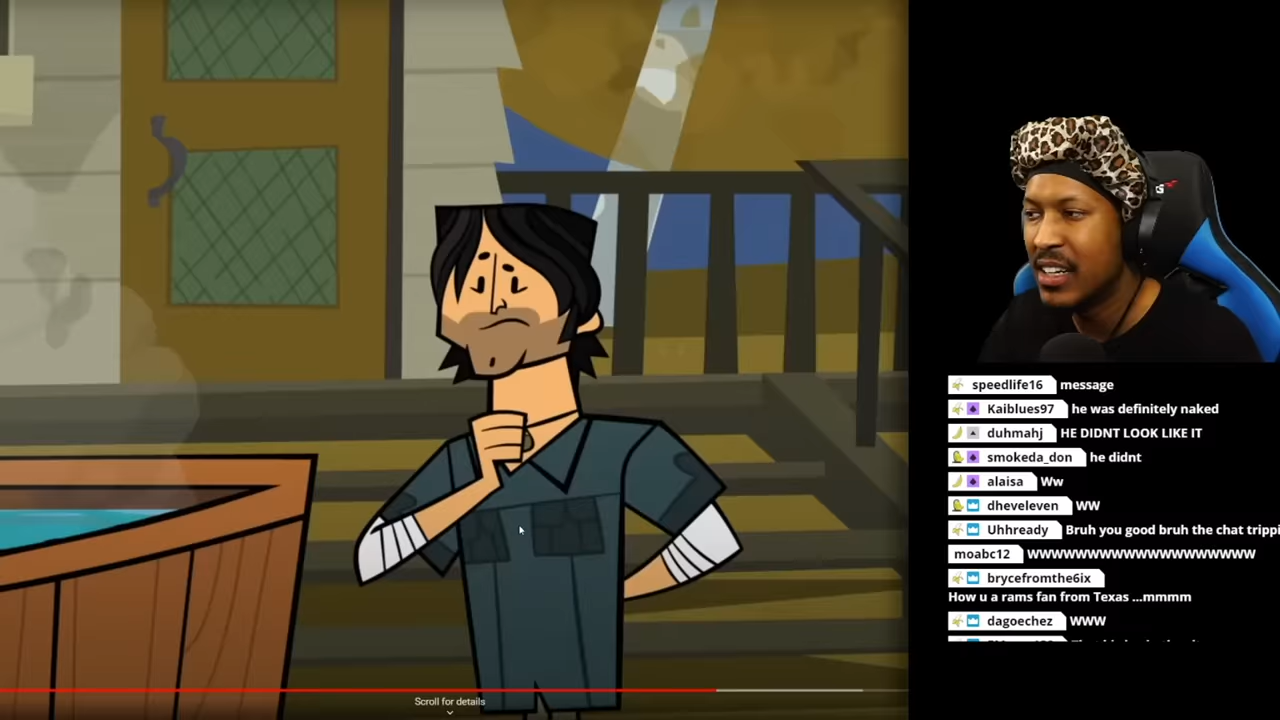 speedlife16 message
Kaiblues97 he was definitely naked
duhmahj HE DIDNT LOOK LIKE IT
smokeda_don he didnt
alaisa Ww
dheveleven WW
Uhhready Bruh you good bruh the chat trippi
moabc12 WWWWWWWWWWWWWWWWWWW
brycefromthe6ix
How u a rams fan from Texas ...mmmm
dagoechez WWW
Scroll for details